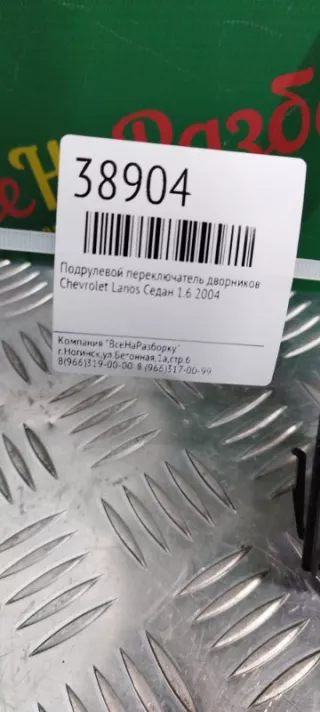 еНаРазбо
38904
Подрулевой переключатель дворников
Chevrolet Lanos Седан 1.6 2004
Компания "ВсеНаРазборку"
г.Ногинск,ул.Бетонная,1а,стр.6
8(966)319-00-00, 8 (966)317-00-99